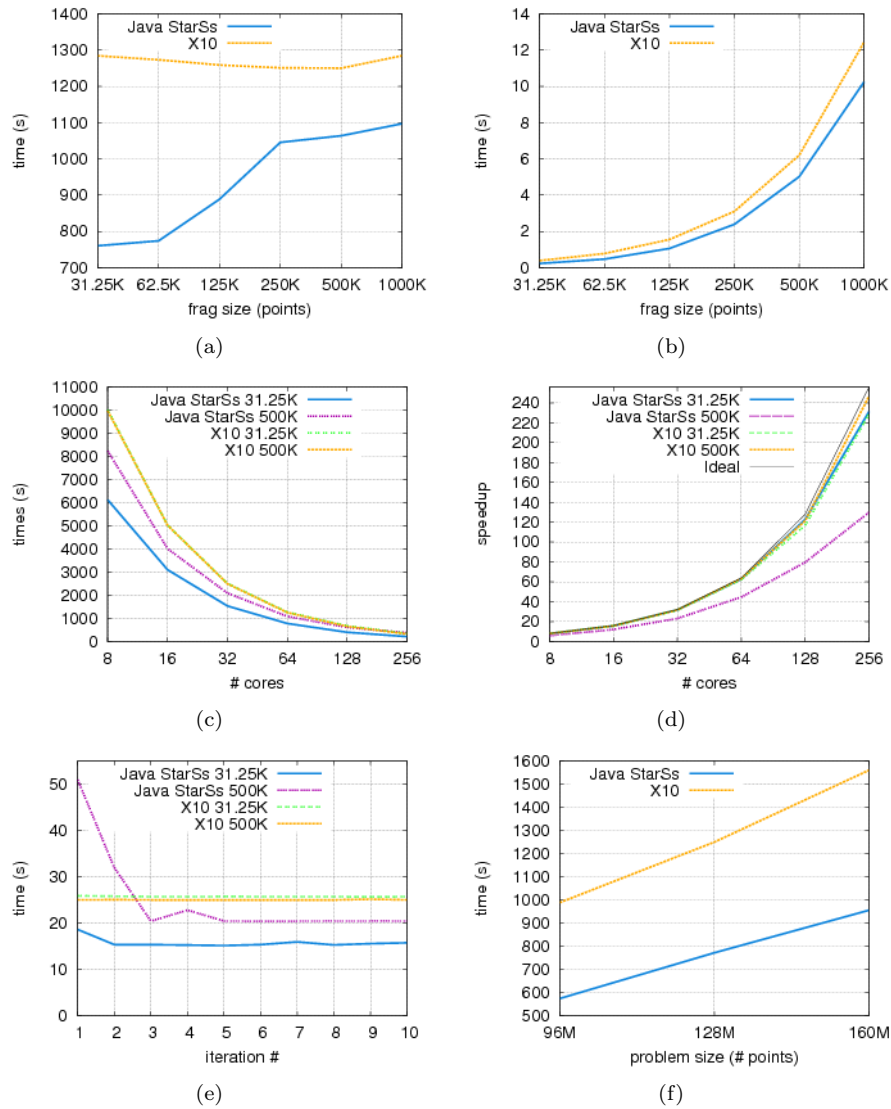 1400
1300
1200
1100
1000
900
800
700
time (s)
Java StarSs
X10
31.25K 62.5K 125K 250K 500K 1000K
frag size (points)
(a)
14
12
10
8
6
4
2
0
time (s)
Java StarSs
X10
31.25K 62.5K 125K 250K 500K 1000K
frag size (points)
(b)
11000
10000
9000
8000
7000
6000
5000
4000
3000
2000
1000
0
times (s)
Java StarSs 31.25K
Java StarSs 500K
X10 31.25K
X10 500K
8 16 32 64 128 256
# cores
(c)
240
220
200
180
160
140
120
100
80
60
40
20
0
speedup
Java StarSs 31.25K
Java StarSs 500K
X10 31.25K
X10 500K
Ideal
8 16 32 64 128 256
# cores
(d)
50
40
30
20
10
0
time (s)
Java StarSs 31.25K
Java StarSs 500K
X10 31.25K
X10 500K
1 2 3 4 5 6 7 8 9 10
iteration #
(e)
1600
1500
1400
1300
1200
1100
1000
900
800
700
600
500
time (s)
Java StarSs
X10
96M 128M 160M
problem size (# points)
(f)